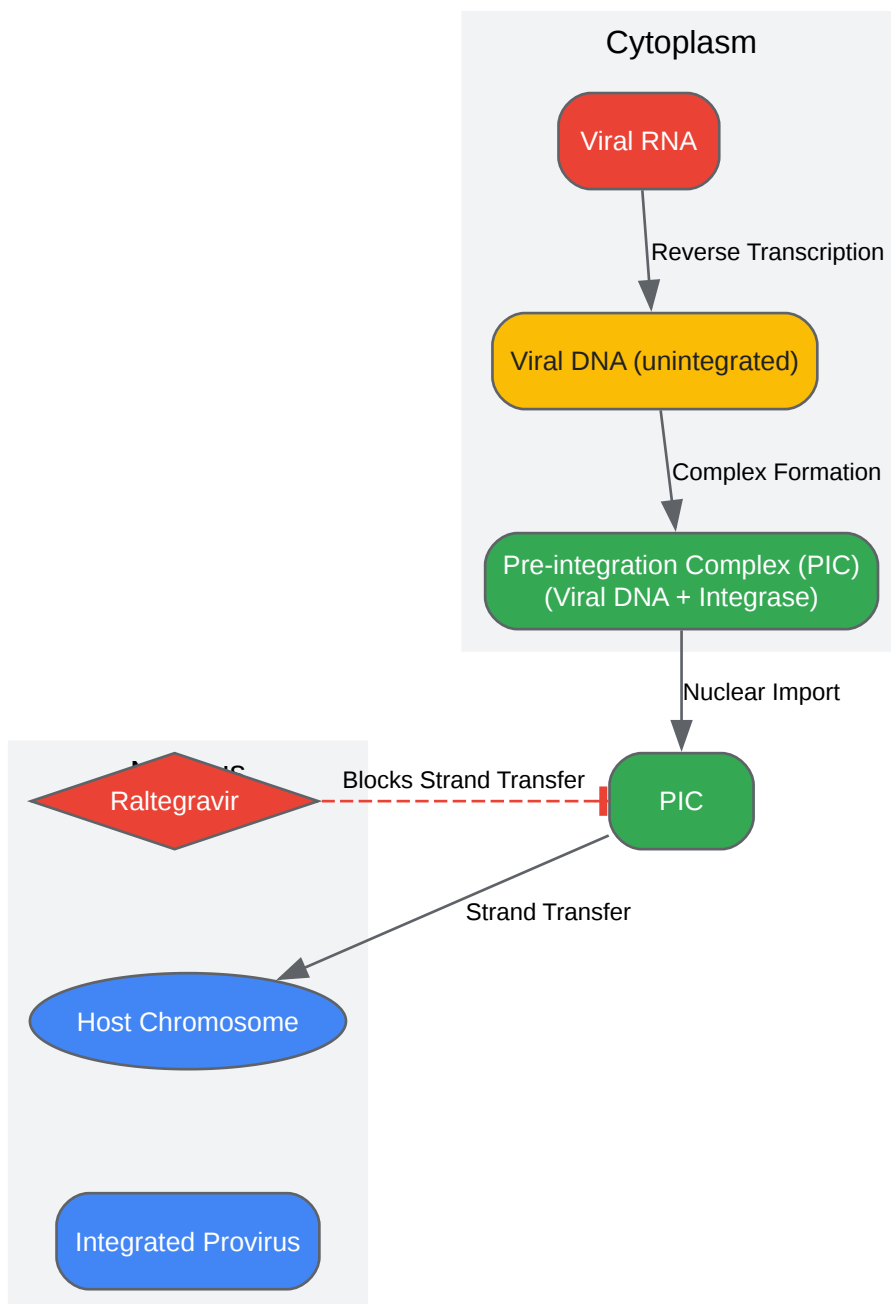 Cytoplasm
Viral RNA
Reverse Transcription
Viral DNA (unintegrated)
Complex Formation
Pre-integration Complex (PIC)
(Viral DNA + Integrase)
Nuclear Import
Raltegravir
Blocks Strand Transfer
PIC
Strand Transfer
Host Chromosome
Integrated Provirus